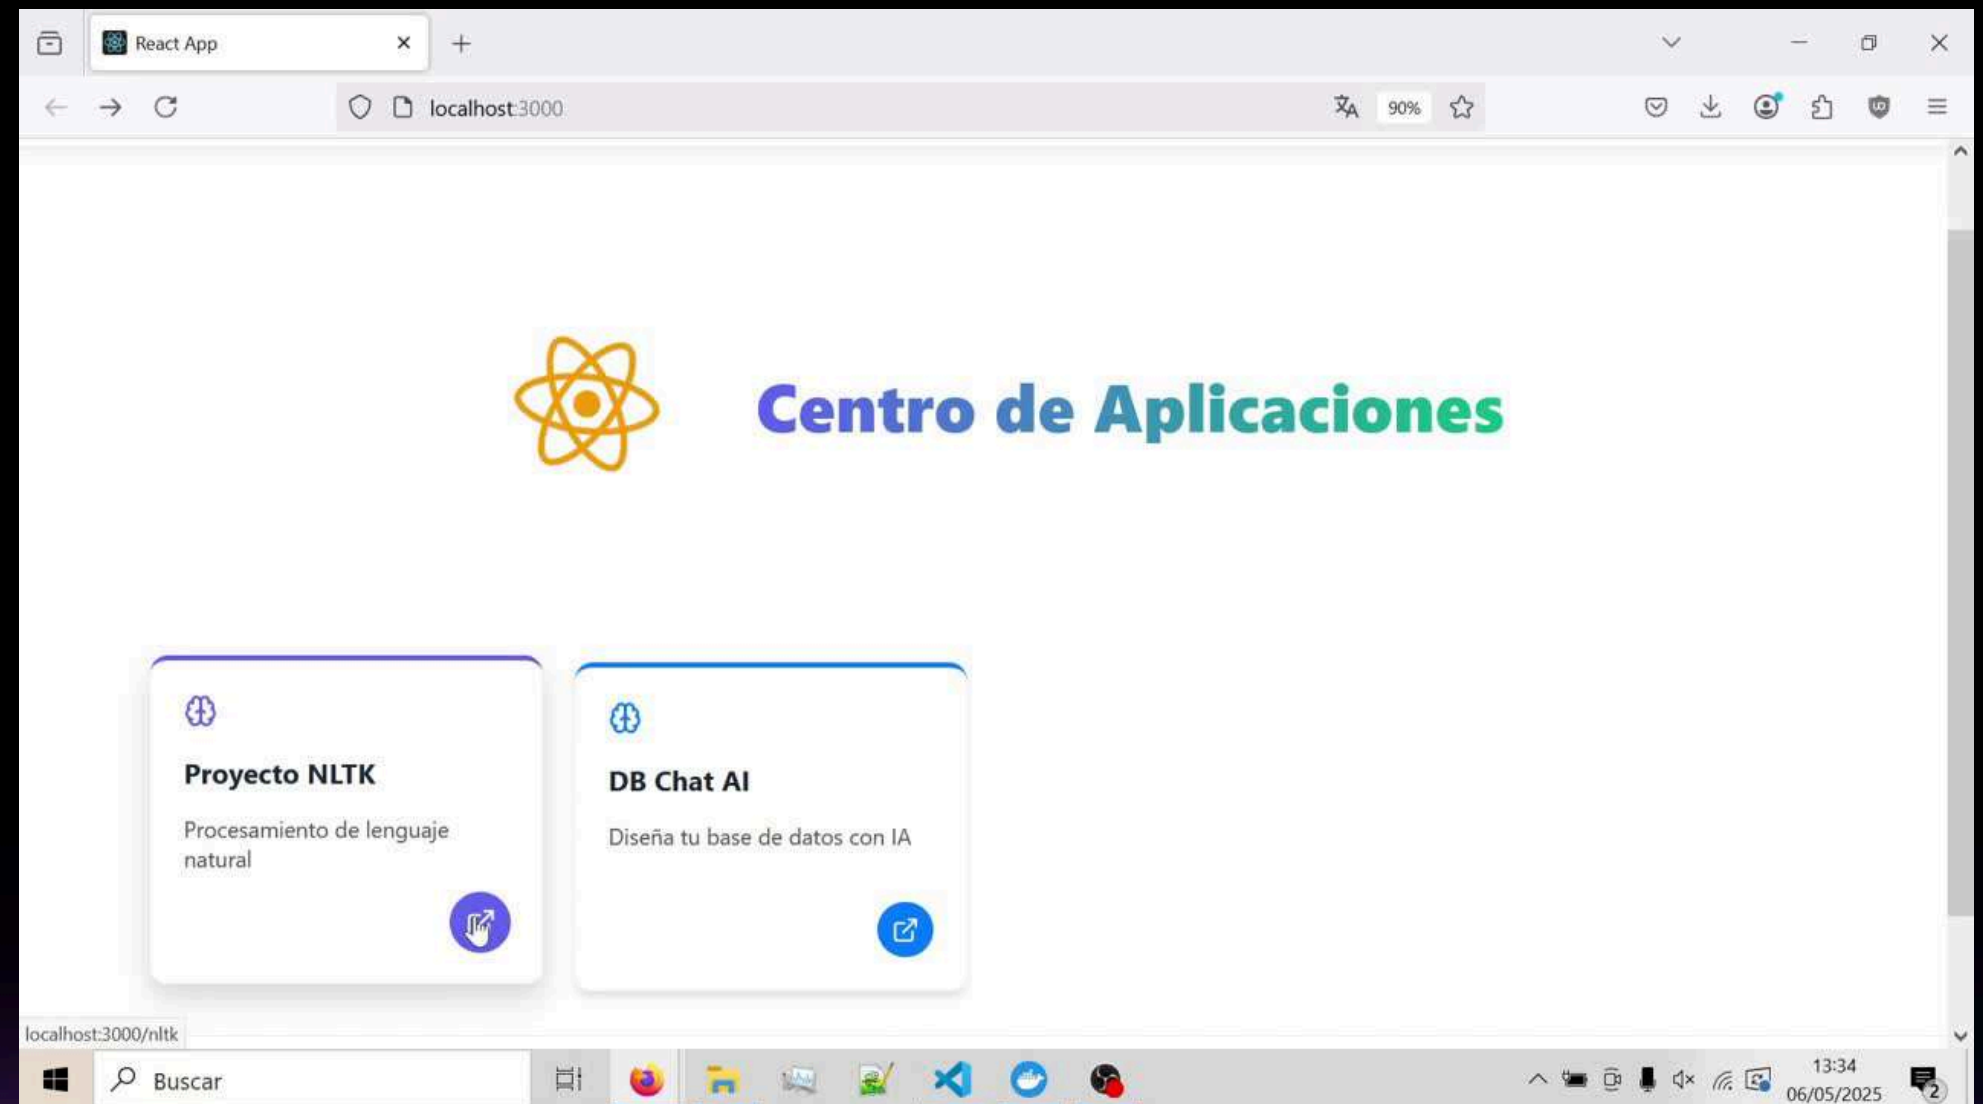 React App
localhost:3000
90%
Centro de Aplicaciones
Proyecto NLTK
Procesamiento de lenguaje
natural
DB Chat AI
Diseña tu base de datos con IA
localhost:3000/nltk
Buscar
13:34
06/05/2025
2